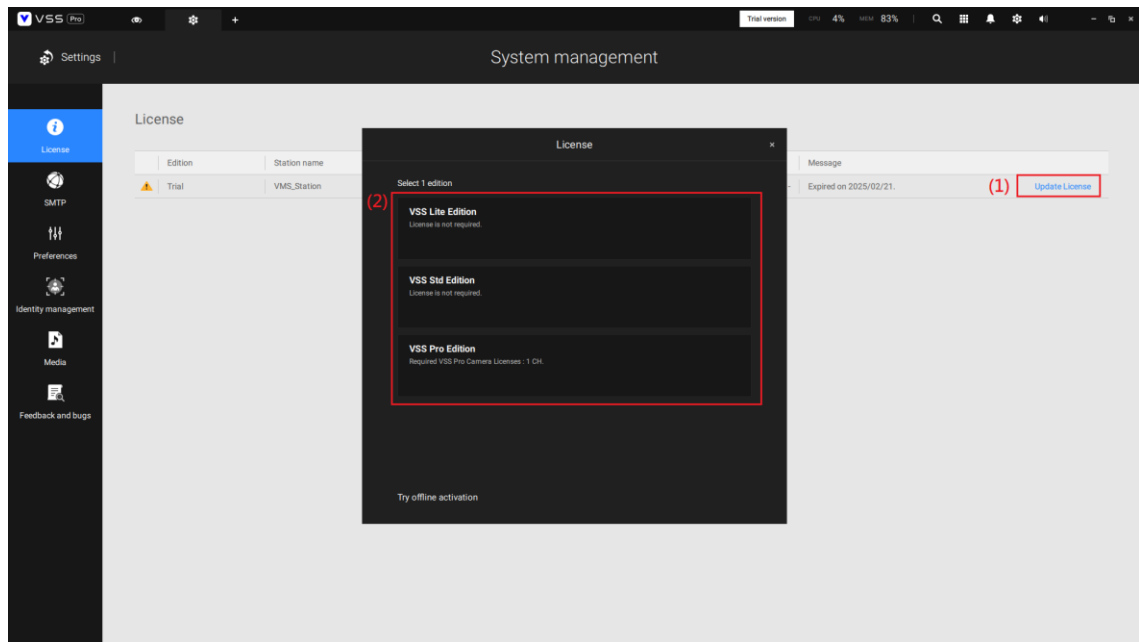 VSS Pro
Trial version CPU 4% MEM 83%
Settings
System management
License
SMTP
Preferences
Identity management
Media
Feedback and bugs
License
Edition Station name Message
Trial VMS_Station - Expired on 2025/02/21. (1) Update License
License ×
Select 1 edition
(2)
VSS Lite Edition
License is not required.
VSS Std Edition
License is not required.
VSS Pro Edition
Required VSS Pro Camera Licenses : 1 CH.
Try offline activation